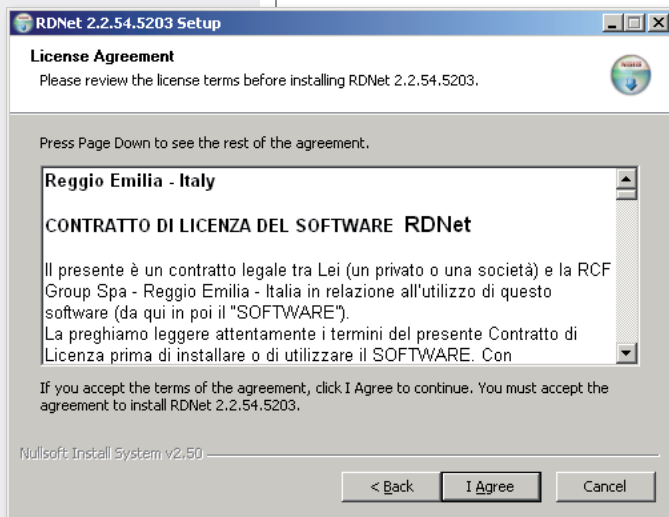 RDNet 2.2.54.5203 Setup
License Agreement
Please review the license terms before installing RDNet 2.2.54.5203.
Press Page Down to see the rest of the agreement.
Reggio Emilia - Italy
CONTRATTO DI LICENZA DEL SOFTWARE RDNet
Il presente è un contratto legale tra Lei (un privato o una società) e la RCF
Group Spa - Reggio Emilia - Italia in relazione all'utilizzo di questo
software (da qui in poi il "SOFTWARE").
La preghiamo leggere attentamente i termini del presente Contratto di
Licenza prima di installare o di utilizzare il SOFTWARE. Con
If you accept the terms of the agreement, click I Agree to continue. You must accept the
agreement to install RDNet 2.2.54.5203.
Nullsoft Install System v2.50
< Back
I Agree
Cancel